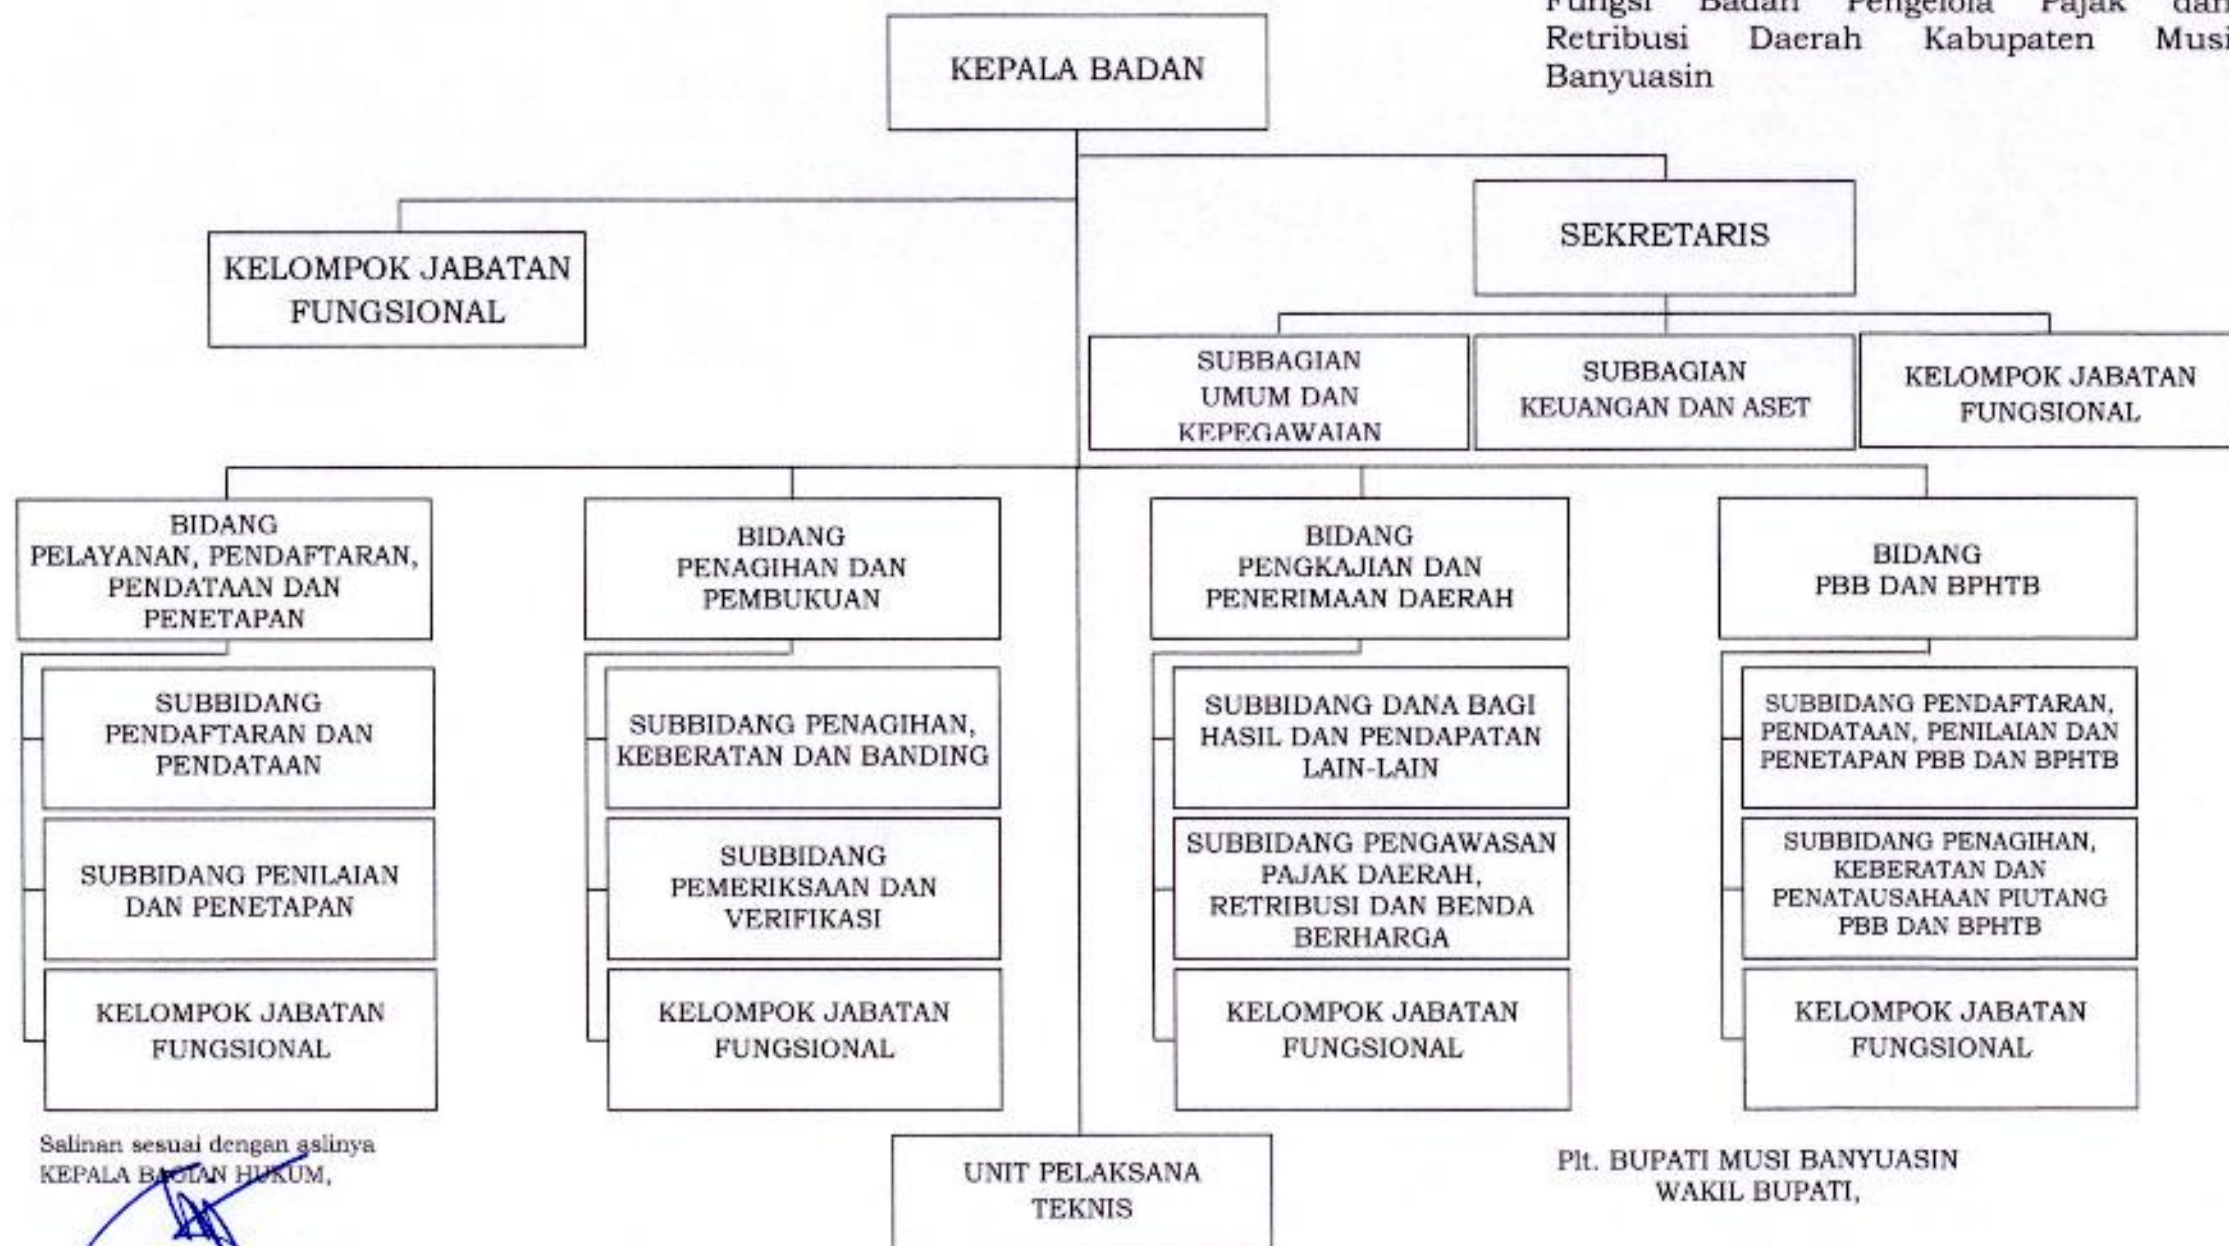 Fungsi Badan Pengelola Pajak dan
Retribusi Daerah Kabupaten Musi
Banyuasin
KEPALA BADAN
SEKRETARIS
KELOMPOK JABATAN
FUNGSIONAL
SUBBAGIAN
UMUM DAN
KEPEGAWAIAN
SUBBAGIAN
KEUANGAN DAN ASET
KELOMPOK JABATAN
FUNGSIONAL
BIDANG
PELAYANAN, PENDAFTARAN,
PENDATAAN DAN
PENETAPAN
BIDANG
PENAGIHAN DAN
PEMBUKUAN
BIDANG
PENGKAJIAN DAN
PENERIMAAN DAERAH
BIDANG
PBB DAN BPHTB
SUBBIDANG
PENDAFTARAN DAN
PENDATAAN
SUBBIDANG PENAGIHAN,
KEBERATAN DAN BANDING
SUBBIDANG DANA BAGI
HASIL DAN PENDAPATAN
LAIN-LAIN
SUBBIDANG PENDAFTARAN,
PENDATAAN, PENILAIAN DAN
PENETAPAN PBB DAN BPHTB
SUBBIDANG PENILAIAN
DAN PENETAPAN
SUBBIDANG
PEMERIKSAAN DAN
VERIFIKASI
SUBBIDANG PENGAWASAN
PAJAK DAERAH,
RETRIBUSI DAN BENDA
BERHARGA
SUBBIDANG PENAGIHAN,
KEBERATAN DAN
PENATAUSAHAAN PIUTANG
PBB DAN BPHTB
KELOMPOK JABATAN
FUNGSIONAL
KELOMPOK JABATAN
FUNGSIONAL
KELOMPOK JABATAN
FUNGSIONAL
KELOMPOK JABATAN
FUNGSIONAL
Salinan sesuai dengan aslinya
KEPALA BAGIAN HUKUM,
UNIT PELAKSANA
TEKNIS
Plt. BUPATI MUSI BANYUASIN
WAKIL BUPATI,